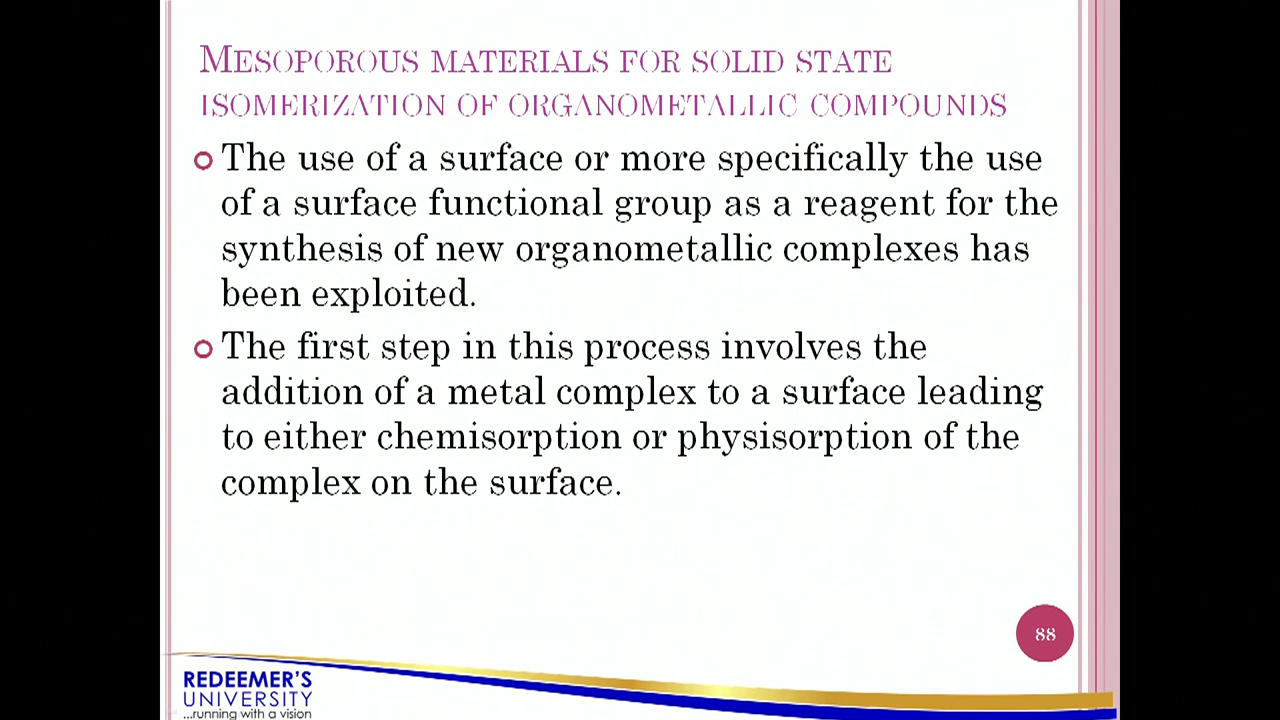 MESOPOROUS MATERIALS FOR SOLID STATE
ISOMERIZATION OF ORGANOMETALLIC COMPOUNDS
The use of a surface or more specifically the use
of a surface functional group as a reagent for the
synthesis of new organometallic complexes has
been exploited.
The first step in this process involves the
addition of a metal complex to a surface leading
to either chemisorption or physisorption of the
complex on the surface.
88
REDEEMER'S
UNIVERSITY
...running with a vision